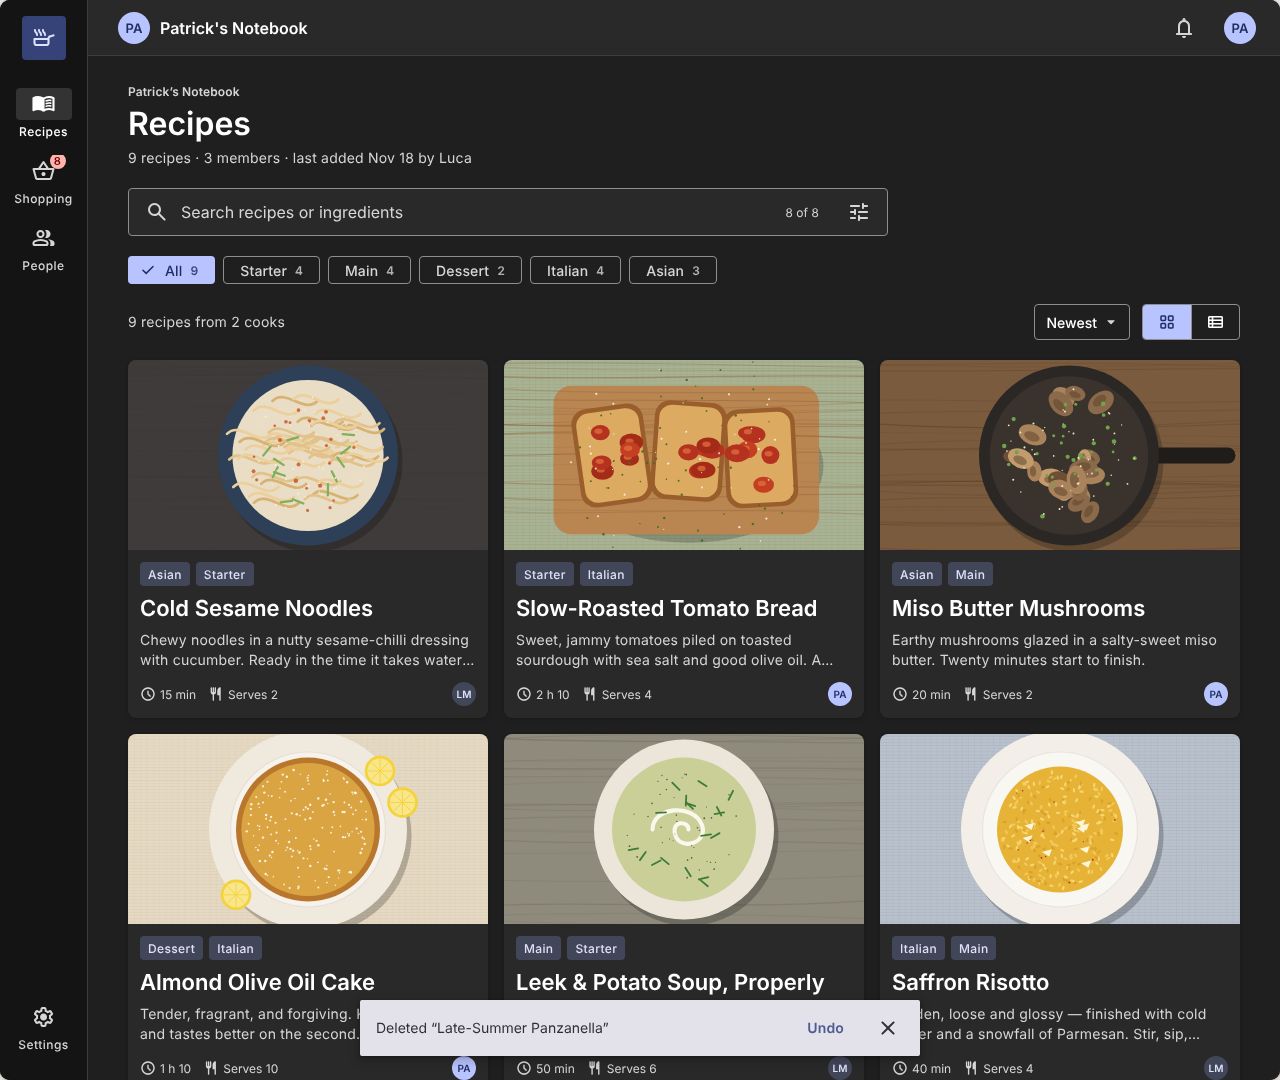 PA Patrick's Notebook PA
Recipes
8
Shopping
People
Settings
Patrick’s Notebook
Recipes
9 recipes · 3 members · last added Nov 18 by Luca
Search recipes or ingredients 8 of 8
All 9 Starter 4 Main 4 Dessert 2 Italian 4 Asian 3
9 recipes from 2 cooks Newest
Asian Starter
Cold Sesame Noodles
Chewy noodles in a nutty sesame-chilli dressing
with cucumber. Ready in the time it takes water…
15 min Serves 2 LM
Starter Italian
Slow-Roasted Tomato Bread
Sweet, jammy tomatoes piled on toasted
sourdough with sea salt and good olive oil. A…
2 h 10 Serves 4 PA
Asian Main
Miso Butter Mushrooms
Earthy mushrooms glazed in a salty-sweet miso
butter. Twenty minutes start to finish.
20 min Serves 2 PA
Dessert Italian
Almond Olive Oil Cake
Tender, fragrant, and forgiving.
and tastes better on the second.
1 h 10 Serves 10 PA
Main Starter
Leek & Potato Soup, Properly
50 min Serves 6 LM
Italian Main
Saffron Risotto
loose and glossy — finished with cold
and a snowfall of Parmesan. Stir, sip,…
40 min Serves 4 LM
Deleted “Late-Summer Panzanella” Undo